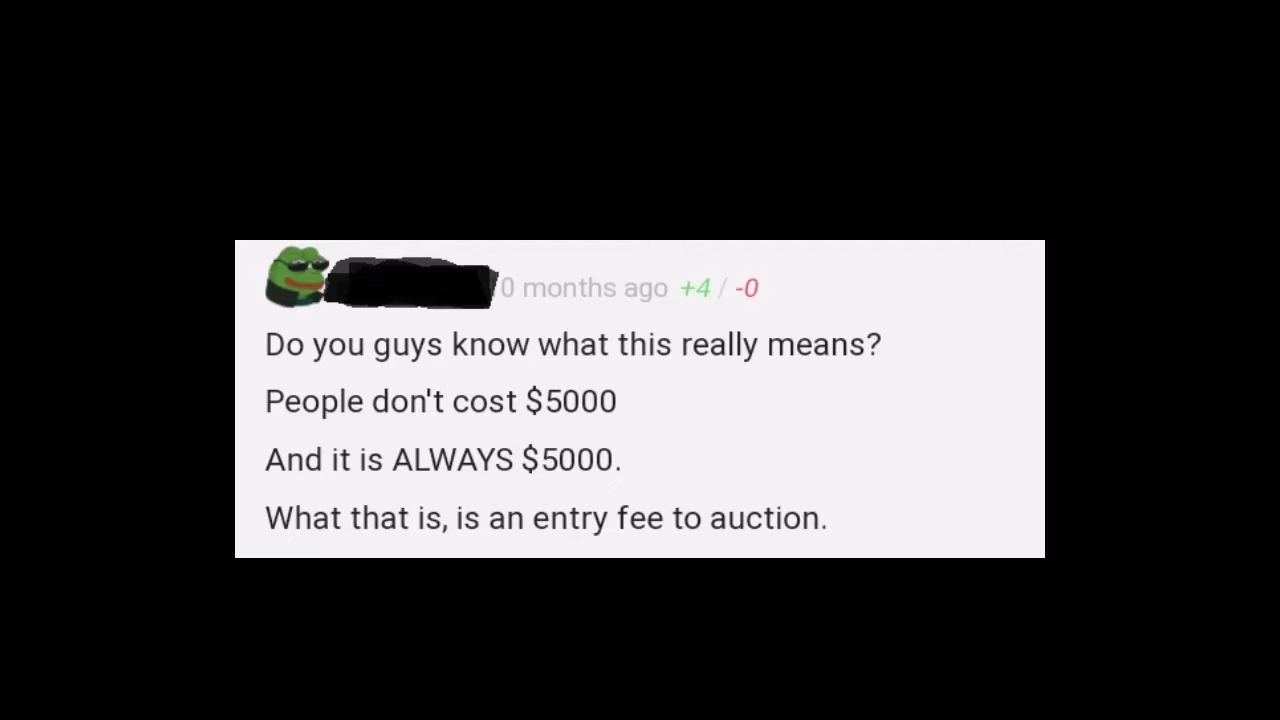 0 months ago +4 / -0
Do you guys know what this really means?
People don't cost $5000
And it is ALWAYS $5000.
What that is, is an entry fee to auction.